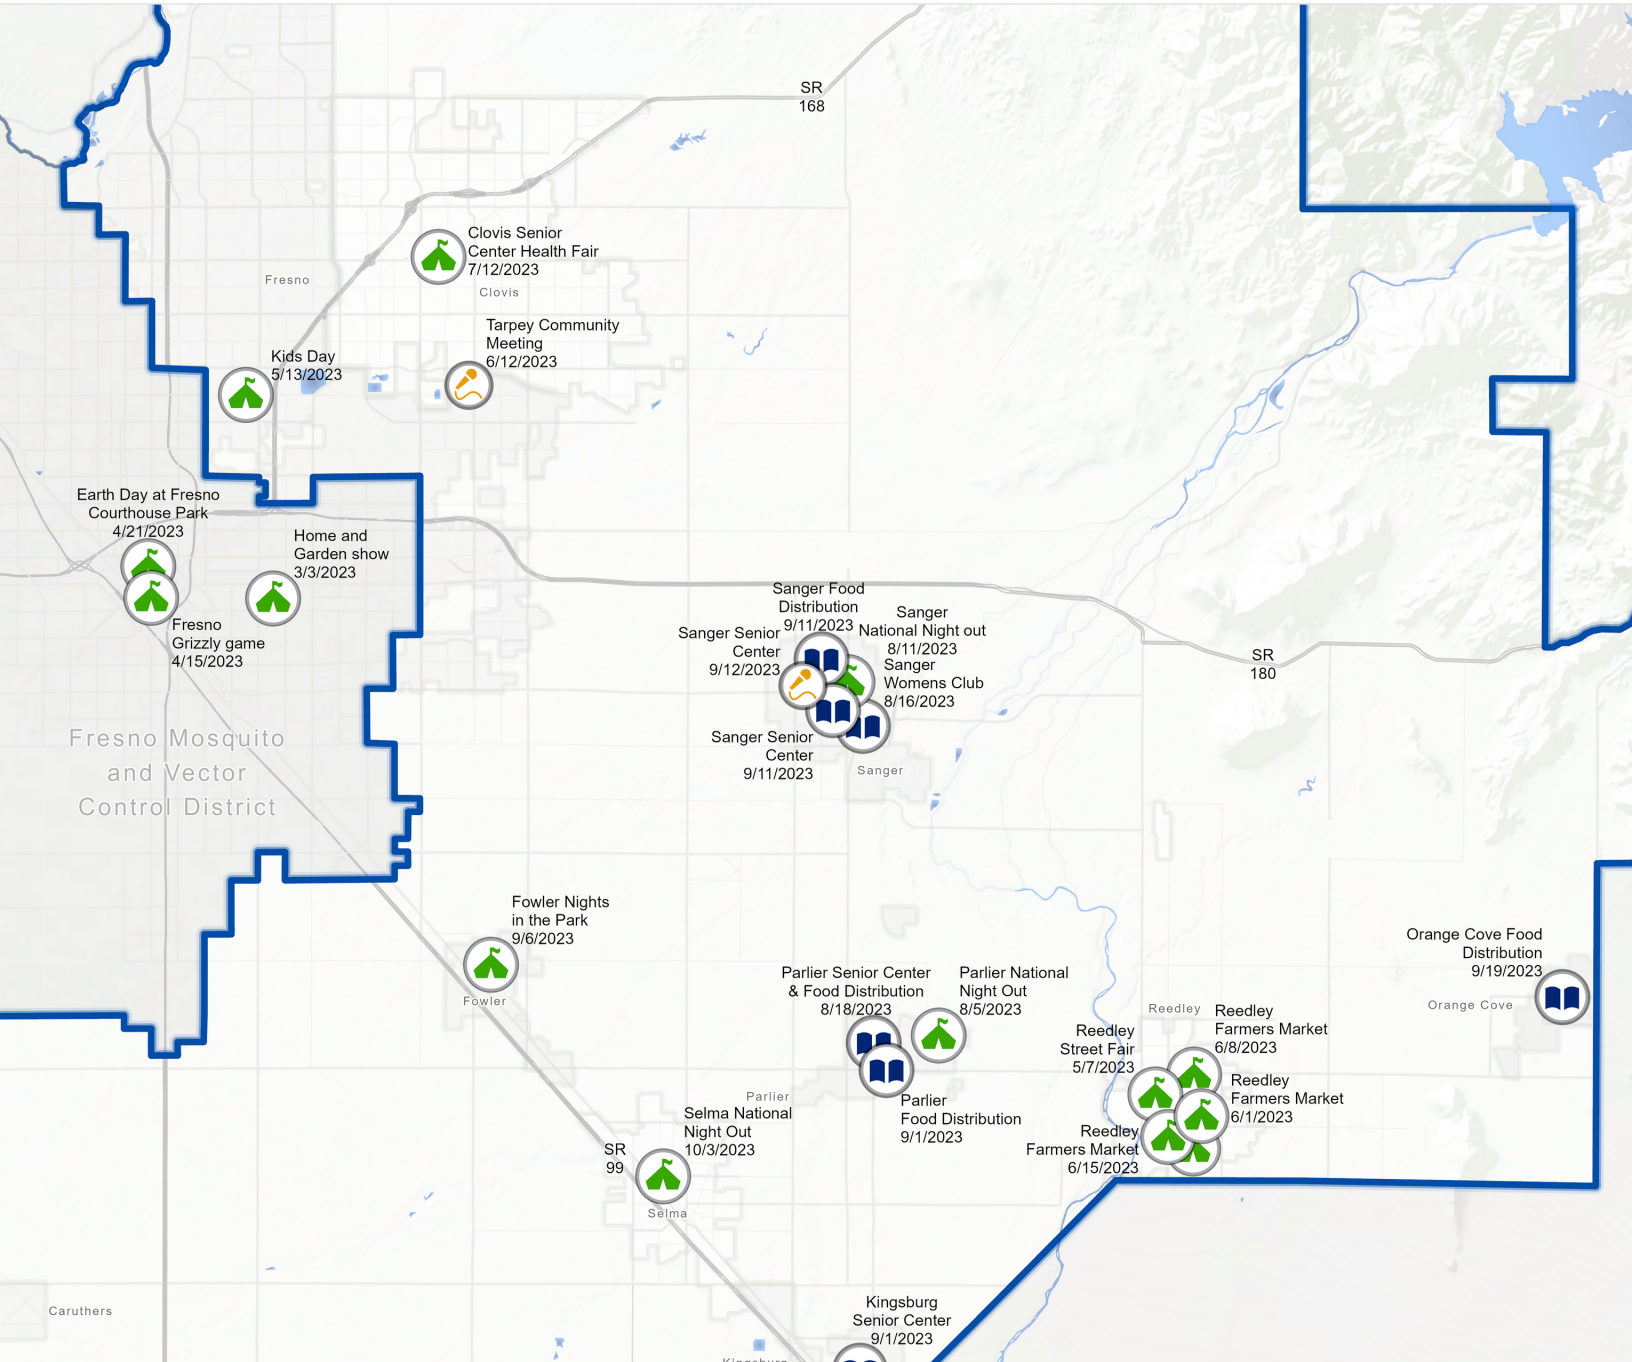 SR
168
Clovis Senior
Center Health Fair
7/12/2023
Fresno
Clovis
Tarpey Community
Meeting
6/12/2023
Kids Day
5/13/2023
Earth Day at Fresno
Courthouse Park
4/21/2023
Home and
Garden show
3/3/2023
Fresno
Grizzly game
4/15/2023
Sanger Food
Distribution
9/11/2023
Sanger
National Night out
8/11/2023
Sanger Senior
Center
9/12/2023
Sanger
Womens Club
8/16/2023
SR
180
Sanger Senior
Center
9/11/2023
Sanger
Fresno Mosquito
and Vector
Control District
Fowler Nights
in the Park
9/6/2023
Fowler
Orange Cove Food
Distribution
9/19/2023
Orange Cove
Parlier Senior Center
& Food Distribution
8/18/2023
Parlier National
Night Out
8/5/2023
Reedley
Reedley
Farmers Market
6/8/2023
Reedley
Street Fair
5/7/2023
Reedley
Farmers Market
6/1/2023
Parlier
Parlier
Food Distribution
9/1/2023
Selma National
Night Out
10/3/2023
Reedley
Farmers Market
6/15/2023
SR
99
Selma
Caruthers
Kingsburg
Senior Center
9/1/2023
Kingsburg